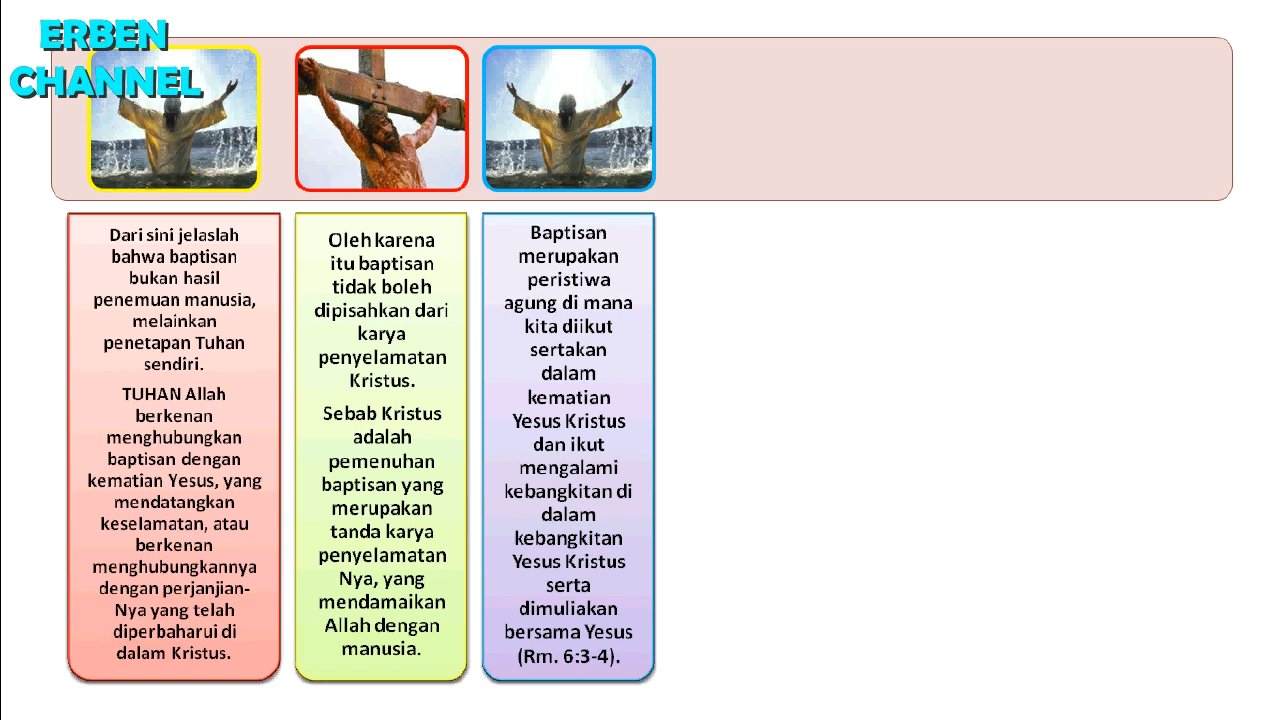 ERBEN
CHANNEL
Dari sini jelaslah
bahwa baptisan
bukan hasil
penemuan manusia,
melainkan
penetapan Tuhan
sendiri.
TUHAN Allah
berkenan
menghubungkan
baptisan dengan
kematian Yesus, yang
mendatangkan
keselamatan, atau
berkenan
menghubungkannya
dengan perjanjian-
Nya yang telah
diperbaharui di
dalam Kristus.
Oleh karena
itu baptisan
tidak boleh
dipisahkan dari
karya
penyelamatan
Kristus.
Sebab Kristus
adalah
pemenuhan
baptisan yang
merupakan
tanda karya
penyelamatan
Nya, yang
mendamaikan
Allah dengan
manusia.
Baptisan
merupakan
peristiwa
agung di mana
kita diikut
sertakan
dalam
kematian
Yesus Kristus
dan ikut
mengalami
kebangkitan di
dalam
kebangkitan
Yesus Kristus
serta
dimuliakan
bersama Yesus
(Rm. 6:3-4).